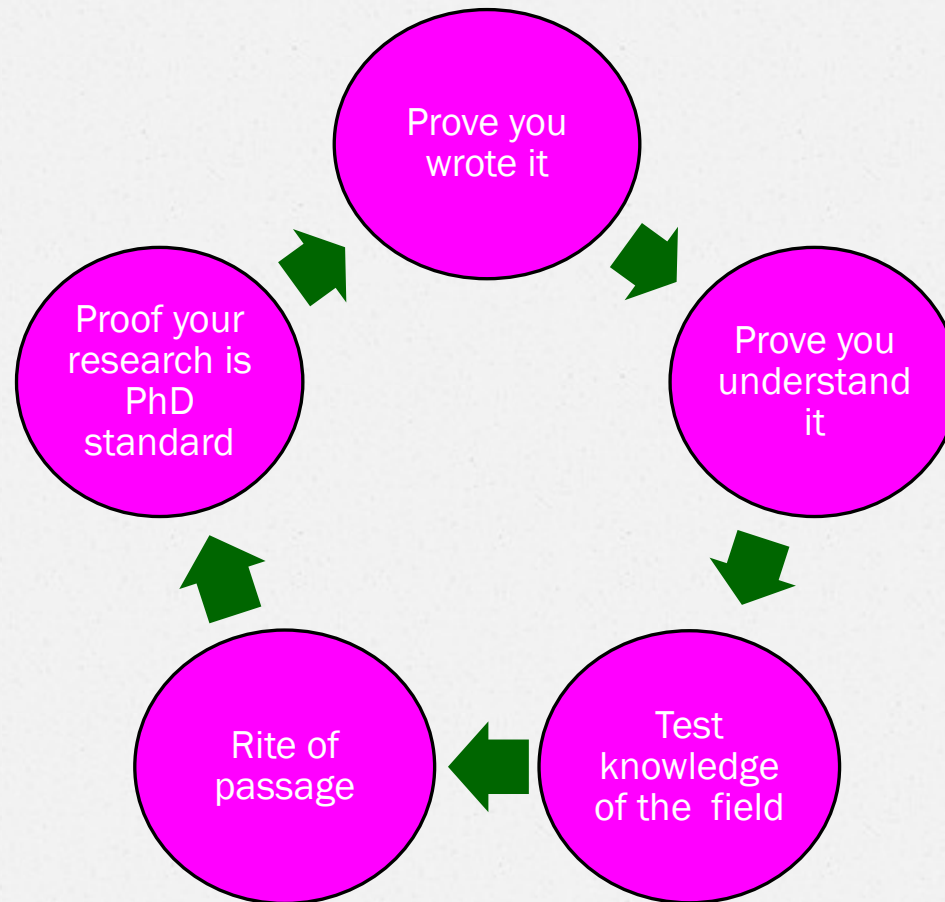 Prove you
wrote it
Prove you
understand
it
Test
knowledge
of the  field
Rite of
passage
Proof your
research is
PhD
standard